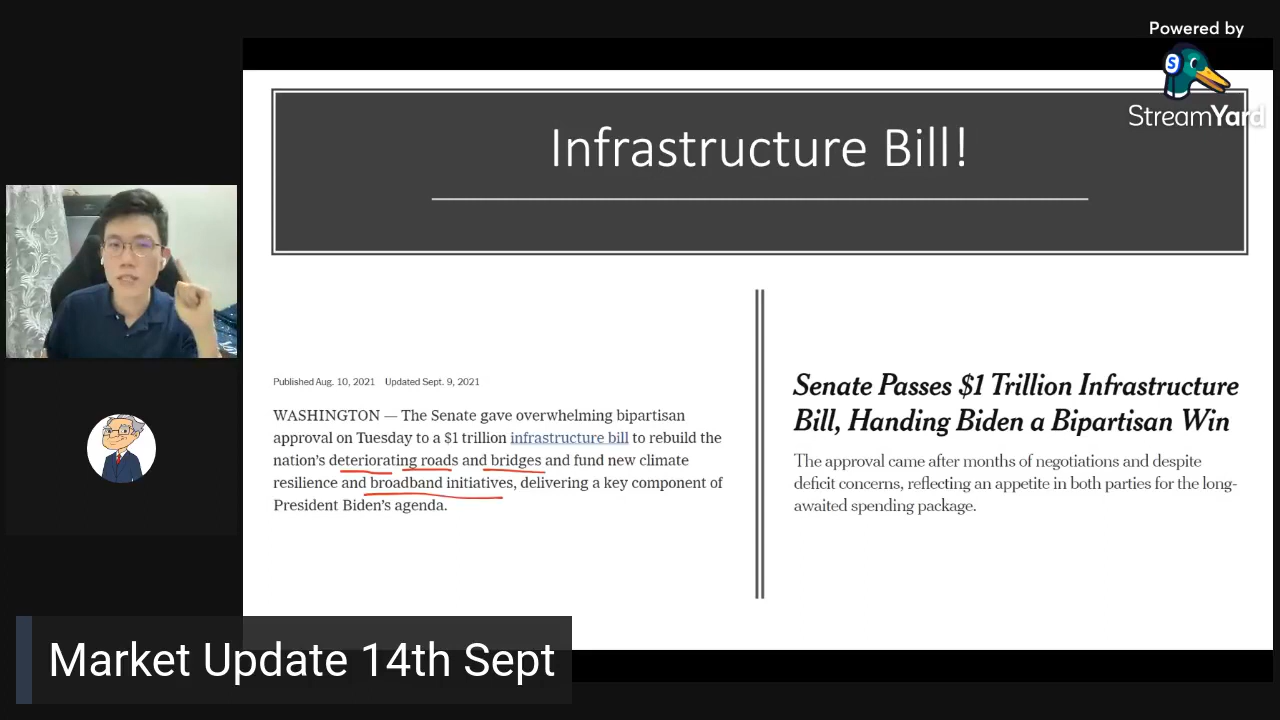 Powered by
StreamYard
Infrastructure Bill!
Published Aug. 10, 2021 Updated Sept. 9, 2021
WASHINGTON — The Senate gave overwhelming bipartisan
approval on Tuesday to a $1 trillion infrastructure bill to rebuild the
nation's deteriorating roads and bridges and fund new climate
resilience and broadband initiatives, delivering a key component of
President Biden's agenda.
Senate Passes $1 Trillion Infrastructure
Bill, Handing Biden a Bipartisan Win
The approval came after months of negotiations and despite
deficit concerns, reflecting an appetite in both parties for the long-
awaited spending package.
Market Update 14th Sept